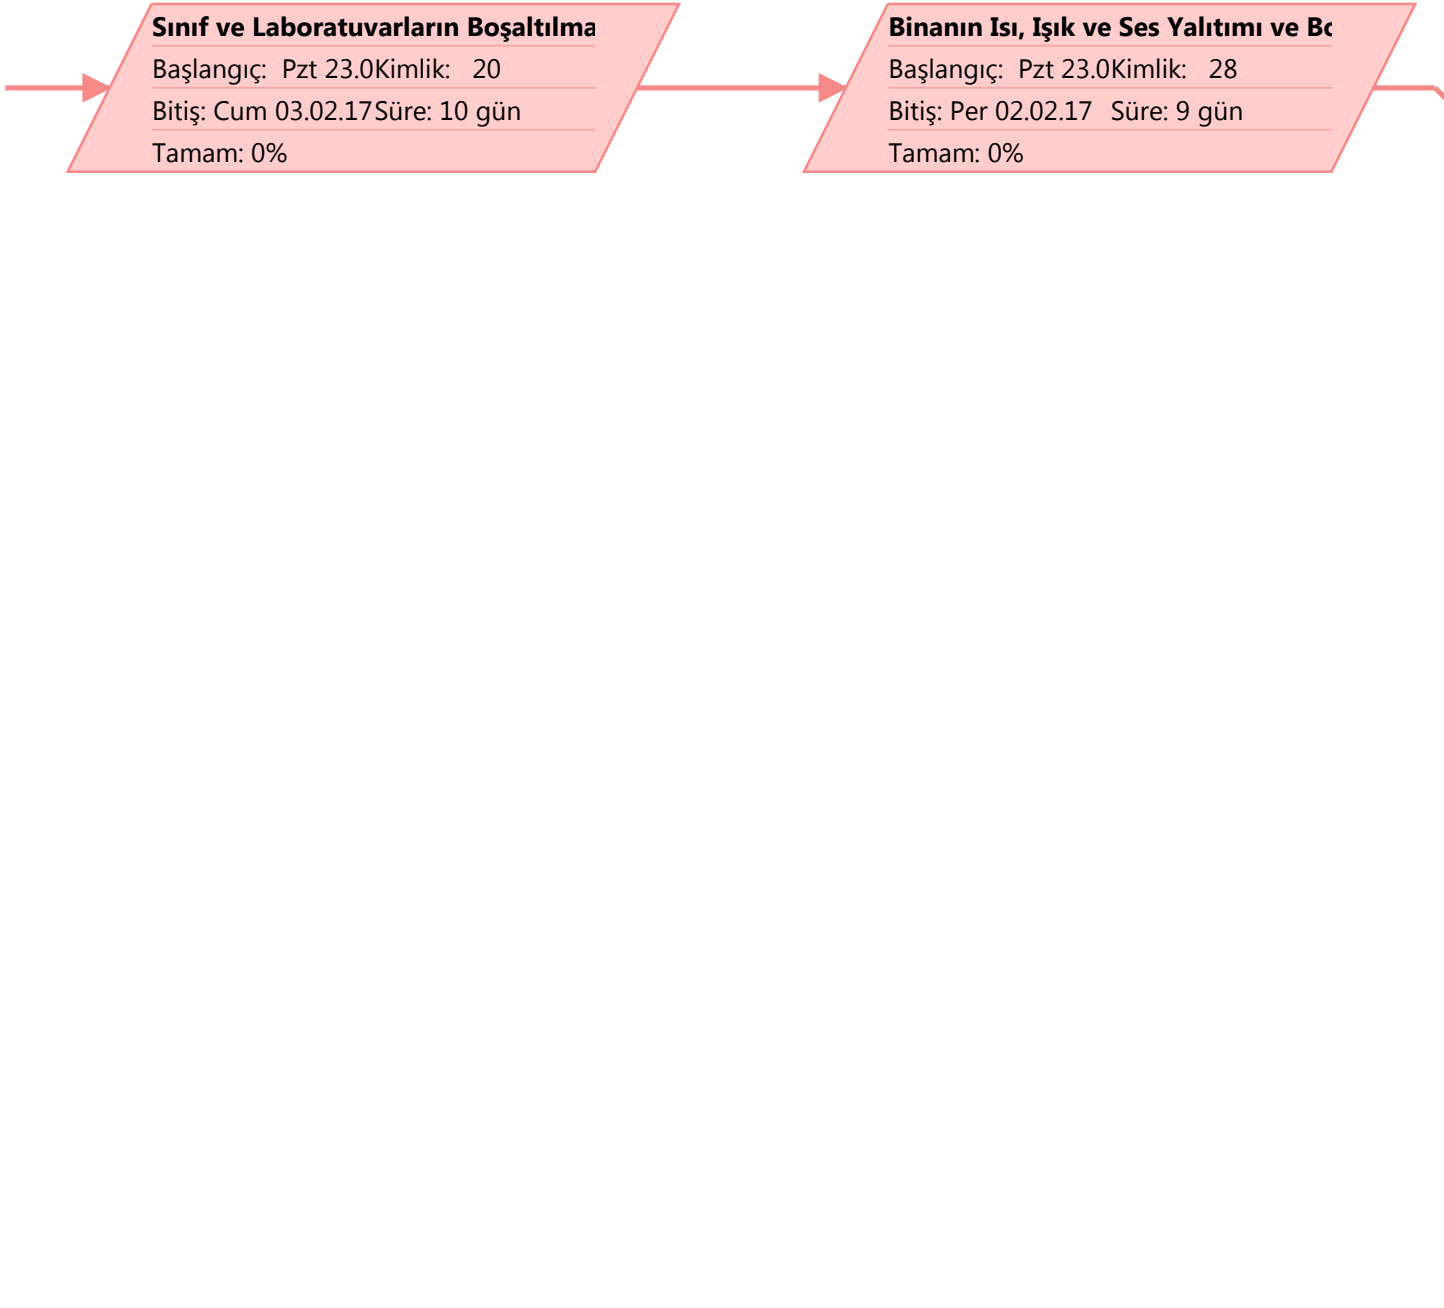 Sınıf ve Laboratuvarların Boşaltılma
Başlangıç: Pzt 23.0Kimlik: 20
Bitiş: Cum 03.02.17Süre: 10 gün
Tamam: 0%
Binanın Isı, Işık ve Ses Yalıtımı ve
Başlangıç: Pzt 23.0Kimlik: 28
Bitiş: Per 02.02.17 Süre: 9 gün
Tamam: 0%